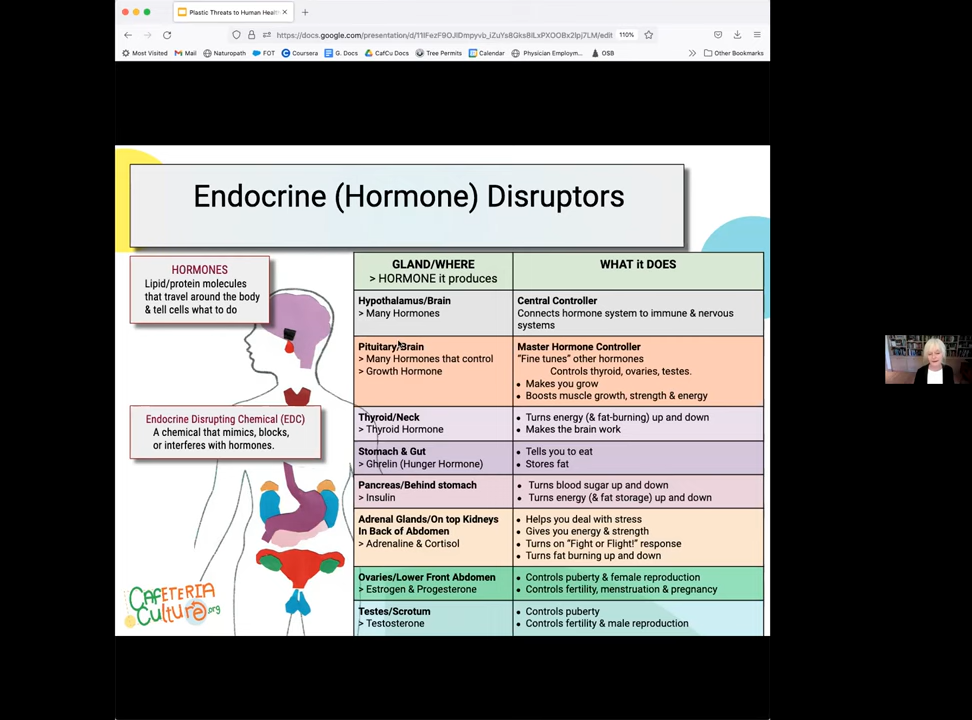 Plastic Threats to Human Healt
https://docs.google.com/presentation/d/
/edit
110%
Most Visited
Mail
Naturopath
FOT
Coursera
G. Docs
CafCu Docs
Tree Permits
Calendar
Physician Employm...
OSB
Other Bookmarks
Endocrine (Hormone) Disruptors
HORMONES
Lipid/protein molecules
that travel around the body
& tell cells what to do
Endocrine Disrupting Chemical (EDC)
A chemical that mimics, blocks,
or interferes with hormones.
CAFETERIA
CULTURE.org
GLAND/WHERE
> HORMONE it produces
WHAT it DOES
Hypothalamus/Brain
> Many Hormones
Central Controller
Connects hormone system to immune & nervous
systems
Pituitary/Brain
> Many Hormones that control
> Growth Hormone
Master Hormone Controller
"Fine tunes" other hormones
Controls thyroid, ovaries, testes.
• Makes you grow
• Boosts muscle growth, strength & energy
Thyroid/Neck
> Thyroid Hormone
• Turns energy (& fat-burning) up and down
• Makes the brain work
Stomach & Gut
> Ghrelin (Hunger Hormone)
• Tells you to eat
• Stores fat
Pancreas/Behind stomach
> Insulin
• Turns blood sugar up and down
• Turns energy (& fat storage) up and down
Adrenal Glands/On top Kidneys
In Back of Abdomen
> Adrenaline & Cortisol
• Helps you deal with stress
• Gives you energy & strength
• Turns on "Fight or Flight!" response
• Turns fat burning up and down
Ovaries/Lower Front Abdomen
> Estrogen & Progesterone
• Controls puberty & female reproduction
• Controls fertility, menstruation & pregnancy
Testes/Scrotum
> Testosterone
• Controls puberty
• Controls fertility & male reproduction